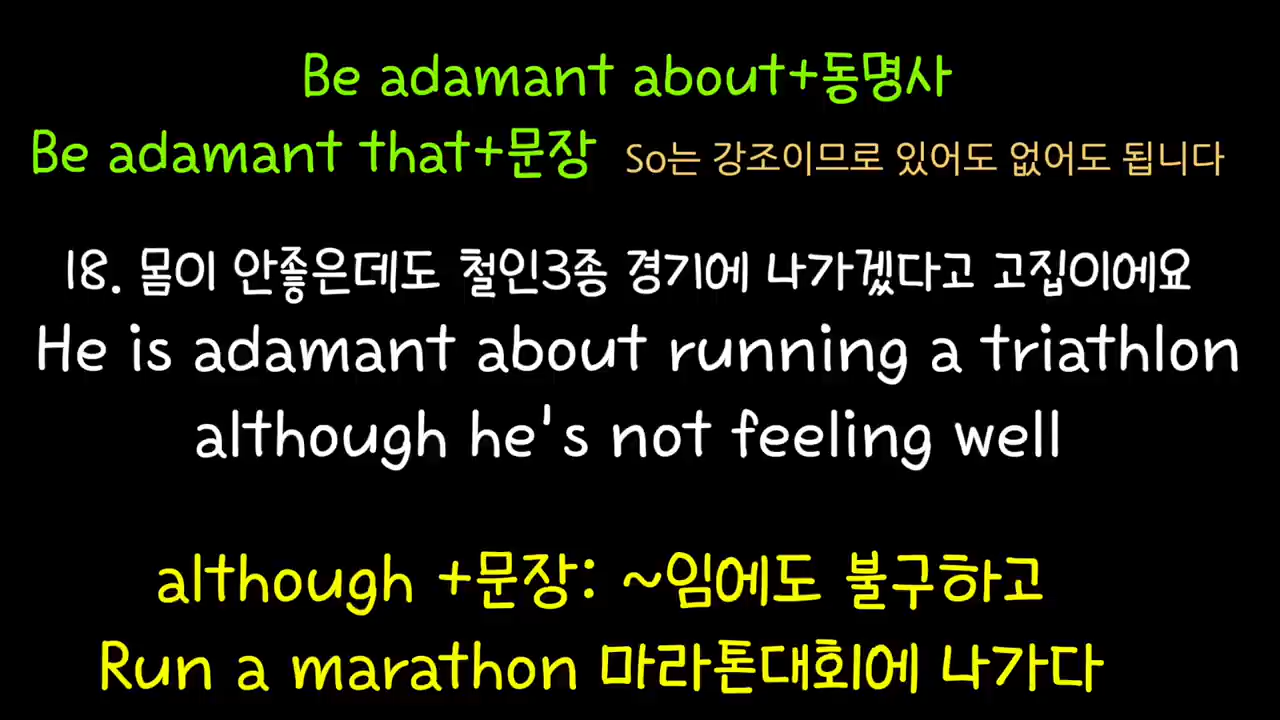 Be adamant about+동명사
Be adamant that+문장 So는 강조이므로 있어도 없어도 됩니다
18. 몸이 안좋은데도 철인3종 경기에 나가겠다고 고집이에요
He is adamant about running a triathlon
although he's not feeling well
although +문장: ~임에도 불구하고
Run a marathon 마라톤대회에 나가다